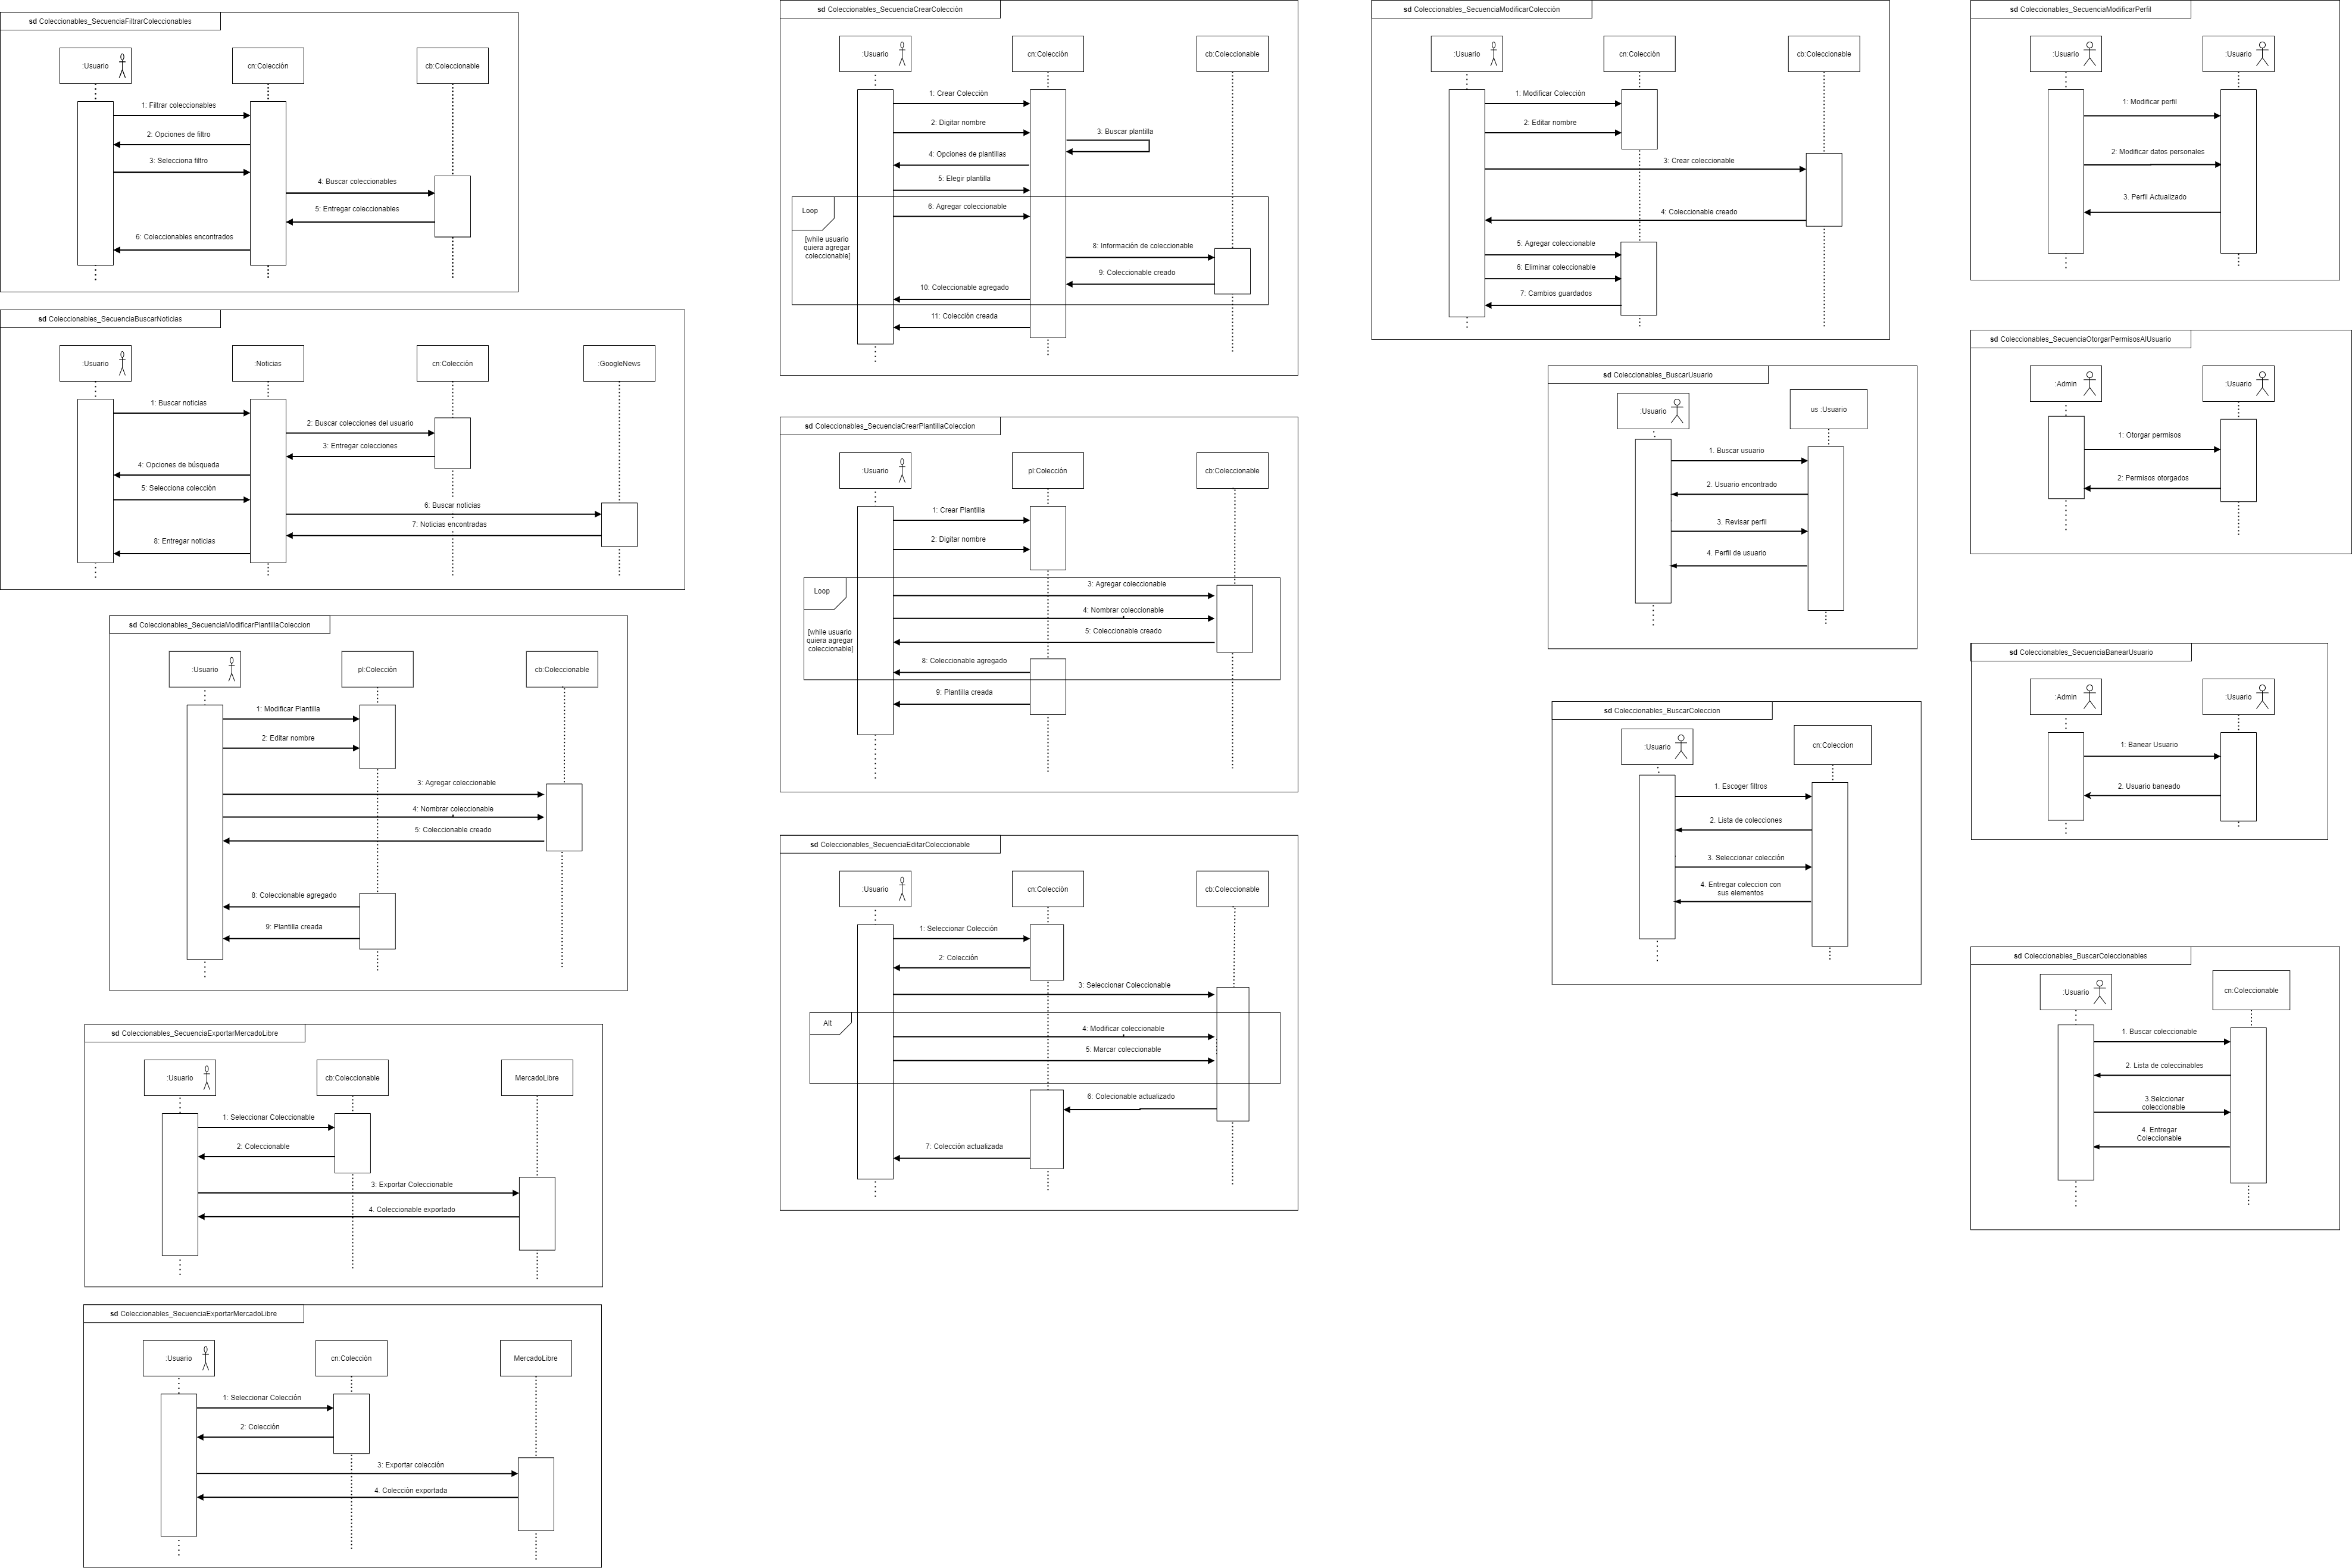 sd Coleccionables_SecuenciaFiltrarColeccionables
:Usuario
cn:Colección
cb:Coleccionable
1: Filtrar coleccionables
2: Opciones de filtro
3: Selecciona filtro
4: Buscar coleccionables
5: Entregar coleccionables
6: Coleccionables encontrados
sd Coleccionables_SecuenciaBuscarNoticias
:Usuario
:Noticias
cn:Colección
:GoogleNews
1: Buscar noticias
2: Buscar colecciones del usuario
3: Entregar colecciones
4: Opciones de búsqueda
5: Selecciona colección
6: Buscar noticias
7: Noticias encontradas
8: Entregar noticias
sd Coleccionables_SecuenciaModificarPlantillaColeccion
:Usuario
pl:Colección
cb:Coleccionable
1: Modificar Plantilla
2: Editar nombre
3: Agregar coleccionable
4: Nombrar coleccionable
5: Coleccionable creado
8: Coleccionable agregado
9: Plantilla creada
sd Coleccionables_SecuenciaExportarMercadoLibre
:Usuario
cb:Coleccionable
MercadoLibre
1: Seleccionar Coleccionable
2: Coleccionable
3: Exportar Coleccionable
4. Coleccionable exportado
sd Coleccionables_SecuenciaExportarMercadoLibre
:Usuario
cn:Colección
MercadoLibre
1: Seleccionar Colección
2: Colección
3: Exportar colección
4. Colección exportada
sd Coleccionables_SecuenciaCrearColección
:Usuario
cn:Colección
cb:Coleccionable
1: Crear Colección
2: Digitar nombre
3: Buscar plantilla
4: Opciones de plantillas
5: Elegir plantilla
Loop
6: Agregar coleccionable
[while usuario
quiera agregar
coleccionable]
8: Información de coleccionable
9: Coleccionable creado
10: Coleccionable agregado
11: Colección creada
sd Coleccionables_SecuenciaCrearPlantillaColeccion
:Usuario
pl:Colección
cb:Coleccionable
1: Crear Plantilla
2: Digitar nombre
Loop
3: Agregar coleccionable
4: Nombrar coleccionable
[while usuario
quiera agregar
coleccionable]
5: Coleccionable creado
8: Coleccionable agregado
9: Plantilla creada
sd Coleccionables_SecuenciaEditarColeccionable
:Usuario
cn:Colección
cb:Coleccionable
1: Seleccionar Colección
2: Colección
3: Seleccionar Coleccionable
Alt
4: Modificar coleccionable
5: Marcar coleccionable
6: Colecionable actualizado
7: Colección actualizada
sd Coleccionables_SecuenciaModificarColección
:Usuario
cn:Colección
cb:Coleccionable
1: Modificar Colección
2: Editar nombre
3: Crear coleccionable
4: Coleccionable creado
5: Agregar coleccionable
6: Eliminar coleccionable
7: Cambios guardados
sd Coleccionables_BuscarUsuario
:Usuario
us :Usuario
1. Buscar usuario
2. Usuario encontrado
3. Revisar perfil
4. Perfil de usuario
sd Coleccionables_BuscarColeccion
:Usuario
cn:Coleccion
1. Escoger filtros
2. Lista de colecciones
3. Seleccionar colección
4. Entregar coleccion con
sus elementos
sd Coleccionables_SecuenciaModificarPerfil
:Usuario
:Usuario
1: Modificar perfil
2: Modificar datos personales
3. Perfil Actualizado
sd Coleccionables_SecuenciaOtorgarPermisosAlUsuario
:Admin
:Usuario
1: Otorgar permisos
2: Permisos otorgados
sd Coleccionables_SecuenciaBanearUsuario
:Admin
:Usuario
1: Banear Usuario
2. Usuario baneado
sd Coleccionables_BuscarColeccionables
:Usuario
cn:Coleccionable
1. Buscar coleccionable
2. Lista de coleccinables
3.Selccionar
coleccionable
4. Entregar
Coleccionable